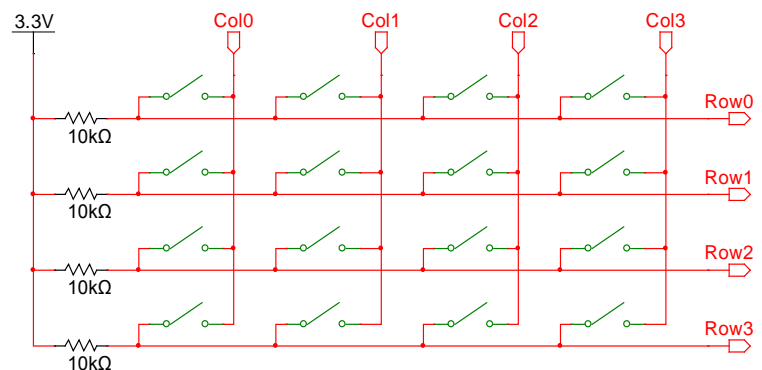 3.3V
Col0
Col1
Col2
Col3
Row0
10kΩ
Row1
10kΩ
Row2
10kΩ
Row3
10kΩ